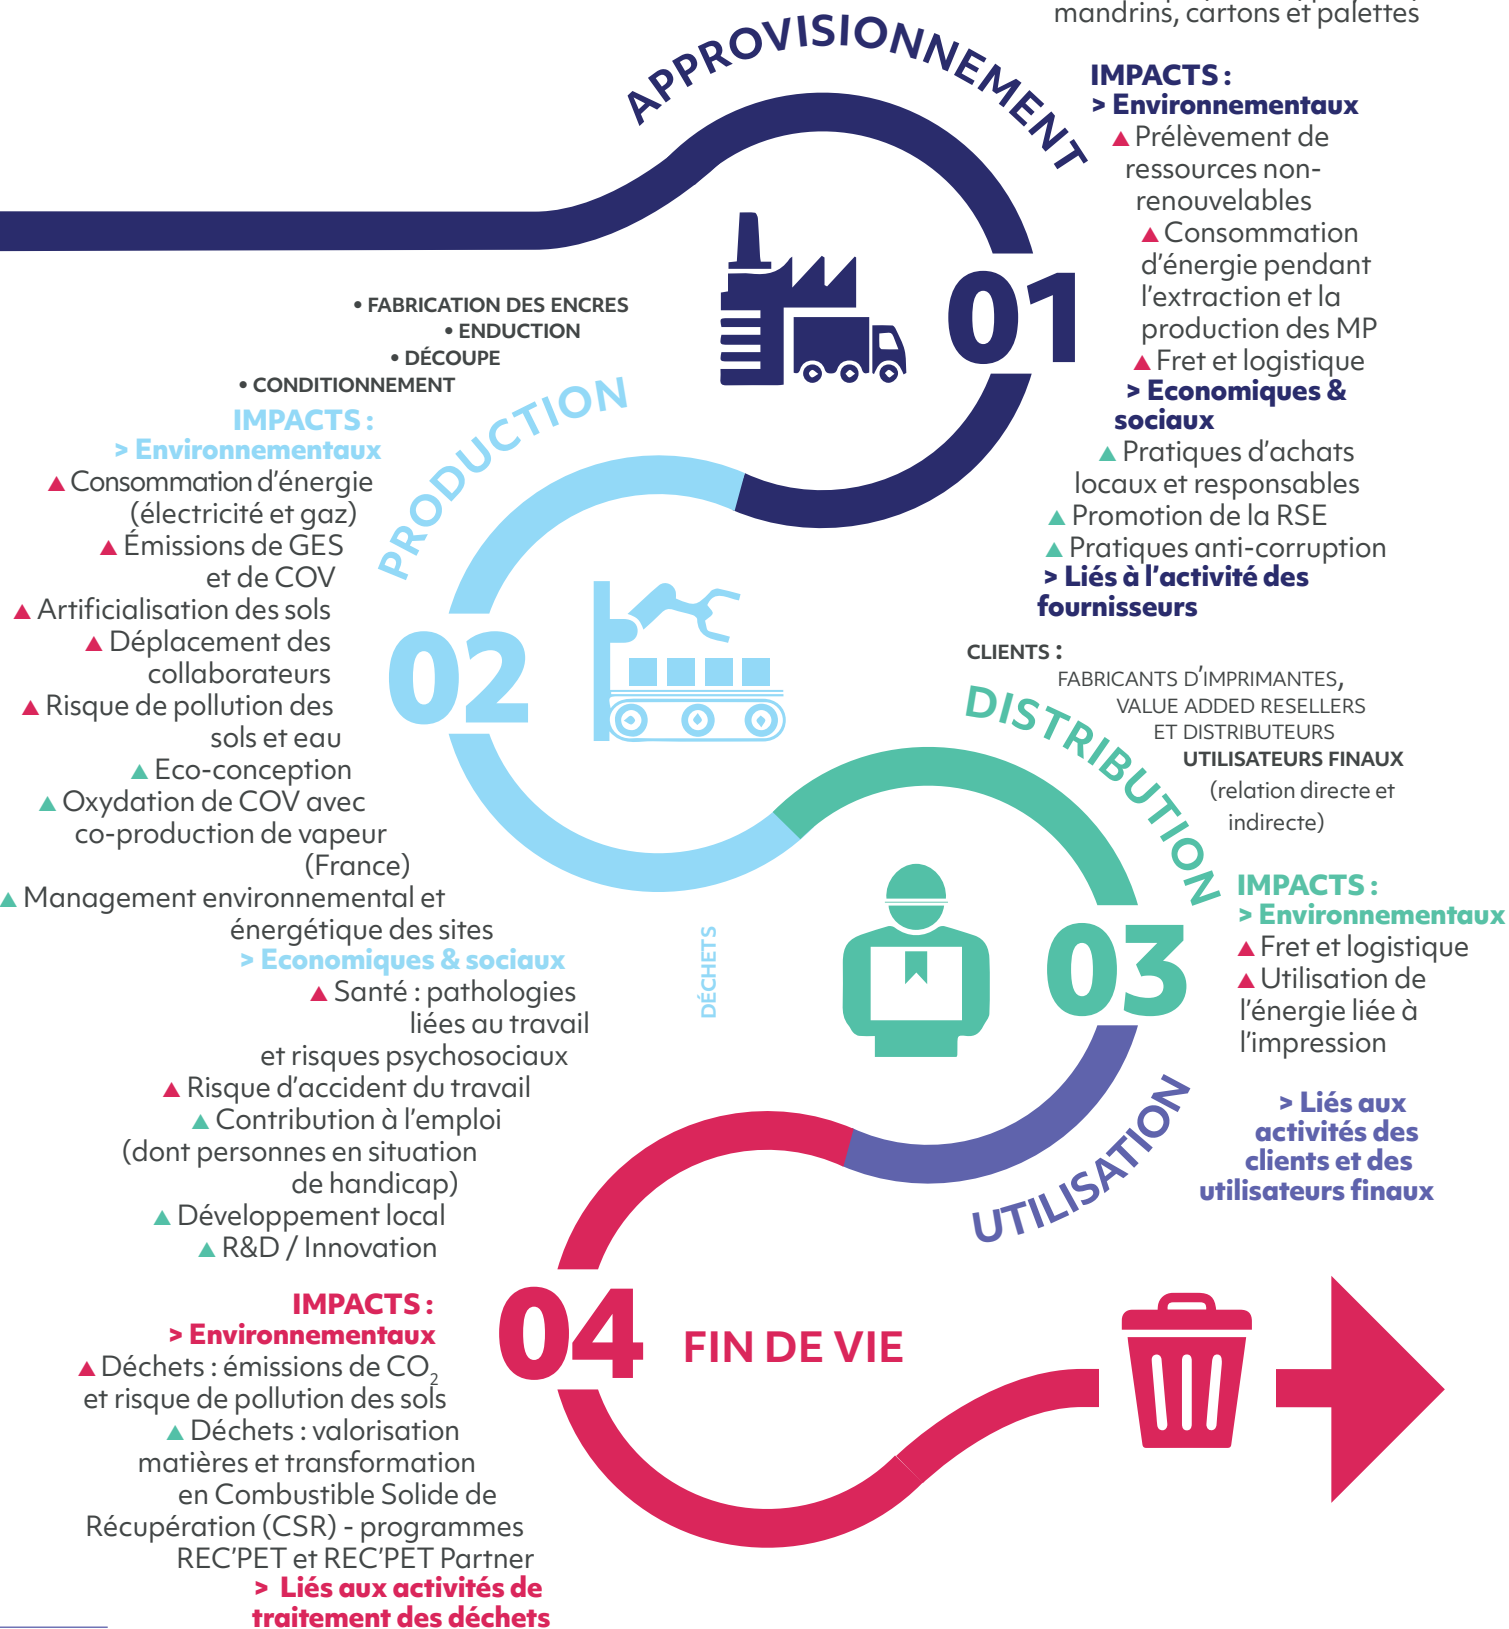 mandrins, cartons et palettes
APPROVISIONNEMENT
01
IMPACTS :
> Environnementaux
▲ Prélèvement de
ressources non-
renouvelables
▲ Consommation
d'énergie pendant
l'extraction et la
production des MP
▲ Fret et logistique
> Economiques &
sociaux
▲ Pratiques d'achats
locaux et responsables
▲ Promotion de la RSE
▲ Pratiques anti-corruption
> Liés à l'activité des
fournisseurs
• FABRICATION DES ENCRES
• ENDUCTION
• DÉCOUPE
• CONDITIONNEMENT
PRODUCTION
02
IMPACTS :
> Environnementaux
▲ Consommation d'énergie
(électricité et gaz)
▲ Émissions de GES
et de COV
▲ Artificialisation des sols
▲ Déplacement des
collaborateurs
▲ Risque de pollution des
sols et eau
▲ Eco-conception
▲ Oxydation de COV avec
co-production de vapeur
(France)
▲ Management environnemental et
énergétique des sites
> Economiques & sociaux
▲ Santé : pathologies
liées au travail
et risques psychosociaux
▲ Risque d'accident du travail
▲ Contribution à l'emploi
(dont personnes en situation
de handicap)
▲ Développement local
▲ R&D / Innovation
DÉCHETS
CLIENTS :
FABRICANTS D'IMPRIMANTES,
VALUE ADDED RESELLERS
ET DISTRIBUTEURS
UTILISATEURS FINAUX
(relation directe et
indirecte)
DISTRIBUTION
03
IMPACTS :
> Environnementaux
▲ Fret et logistique
▲ Utilisation de
l'énergie liée à
l'impression
> Liés aux
activités des
clients et des
utilisateurs finaux
UTILISATION
04
FIN DE VIE
IMPACTS :
> Environnementaux
▲ Déchets : émissions de CO₂
et risque de pollution des sols
▲ Déchets : valorisation
matières et transformation
en Combustible Solide de
Récupération (CSR) - programmes
REC'PET et REC'PET Partner
> Liés aux activités de
traitement des déchets